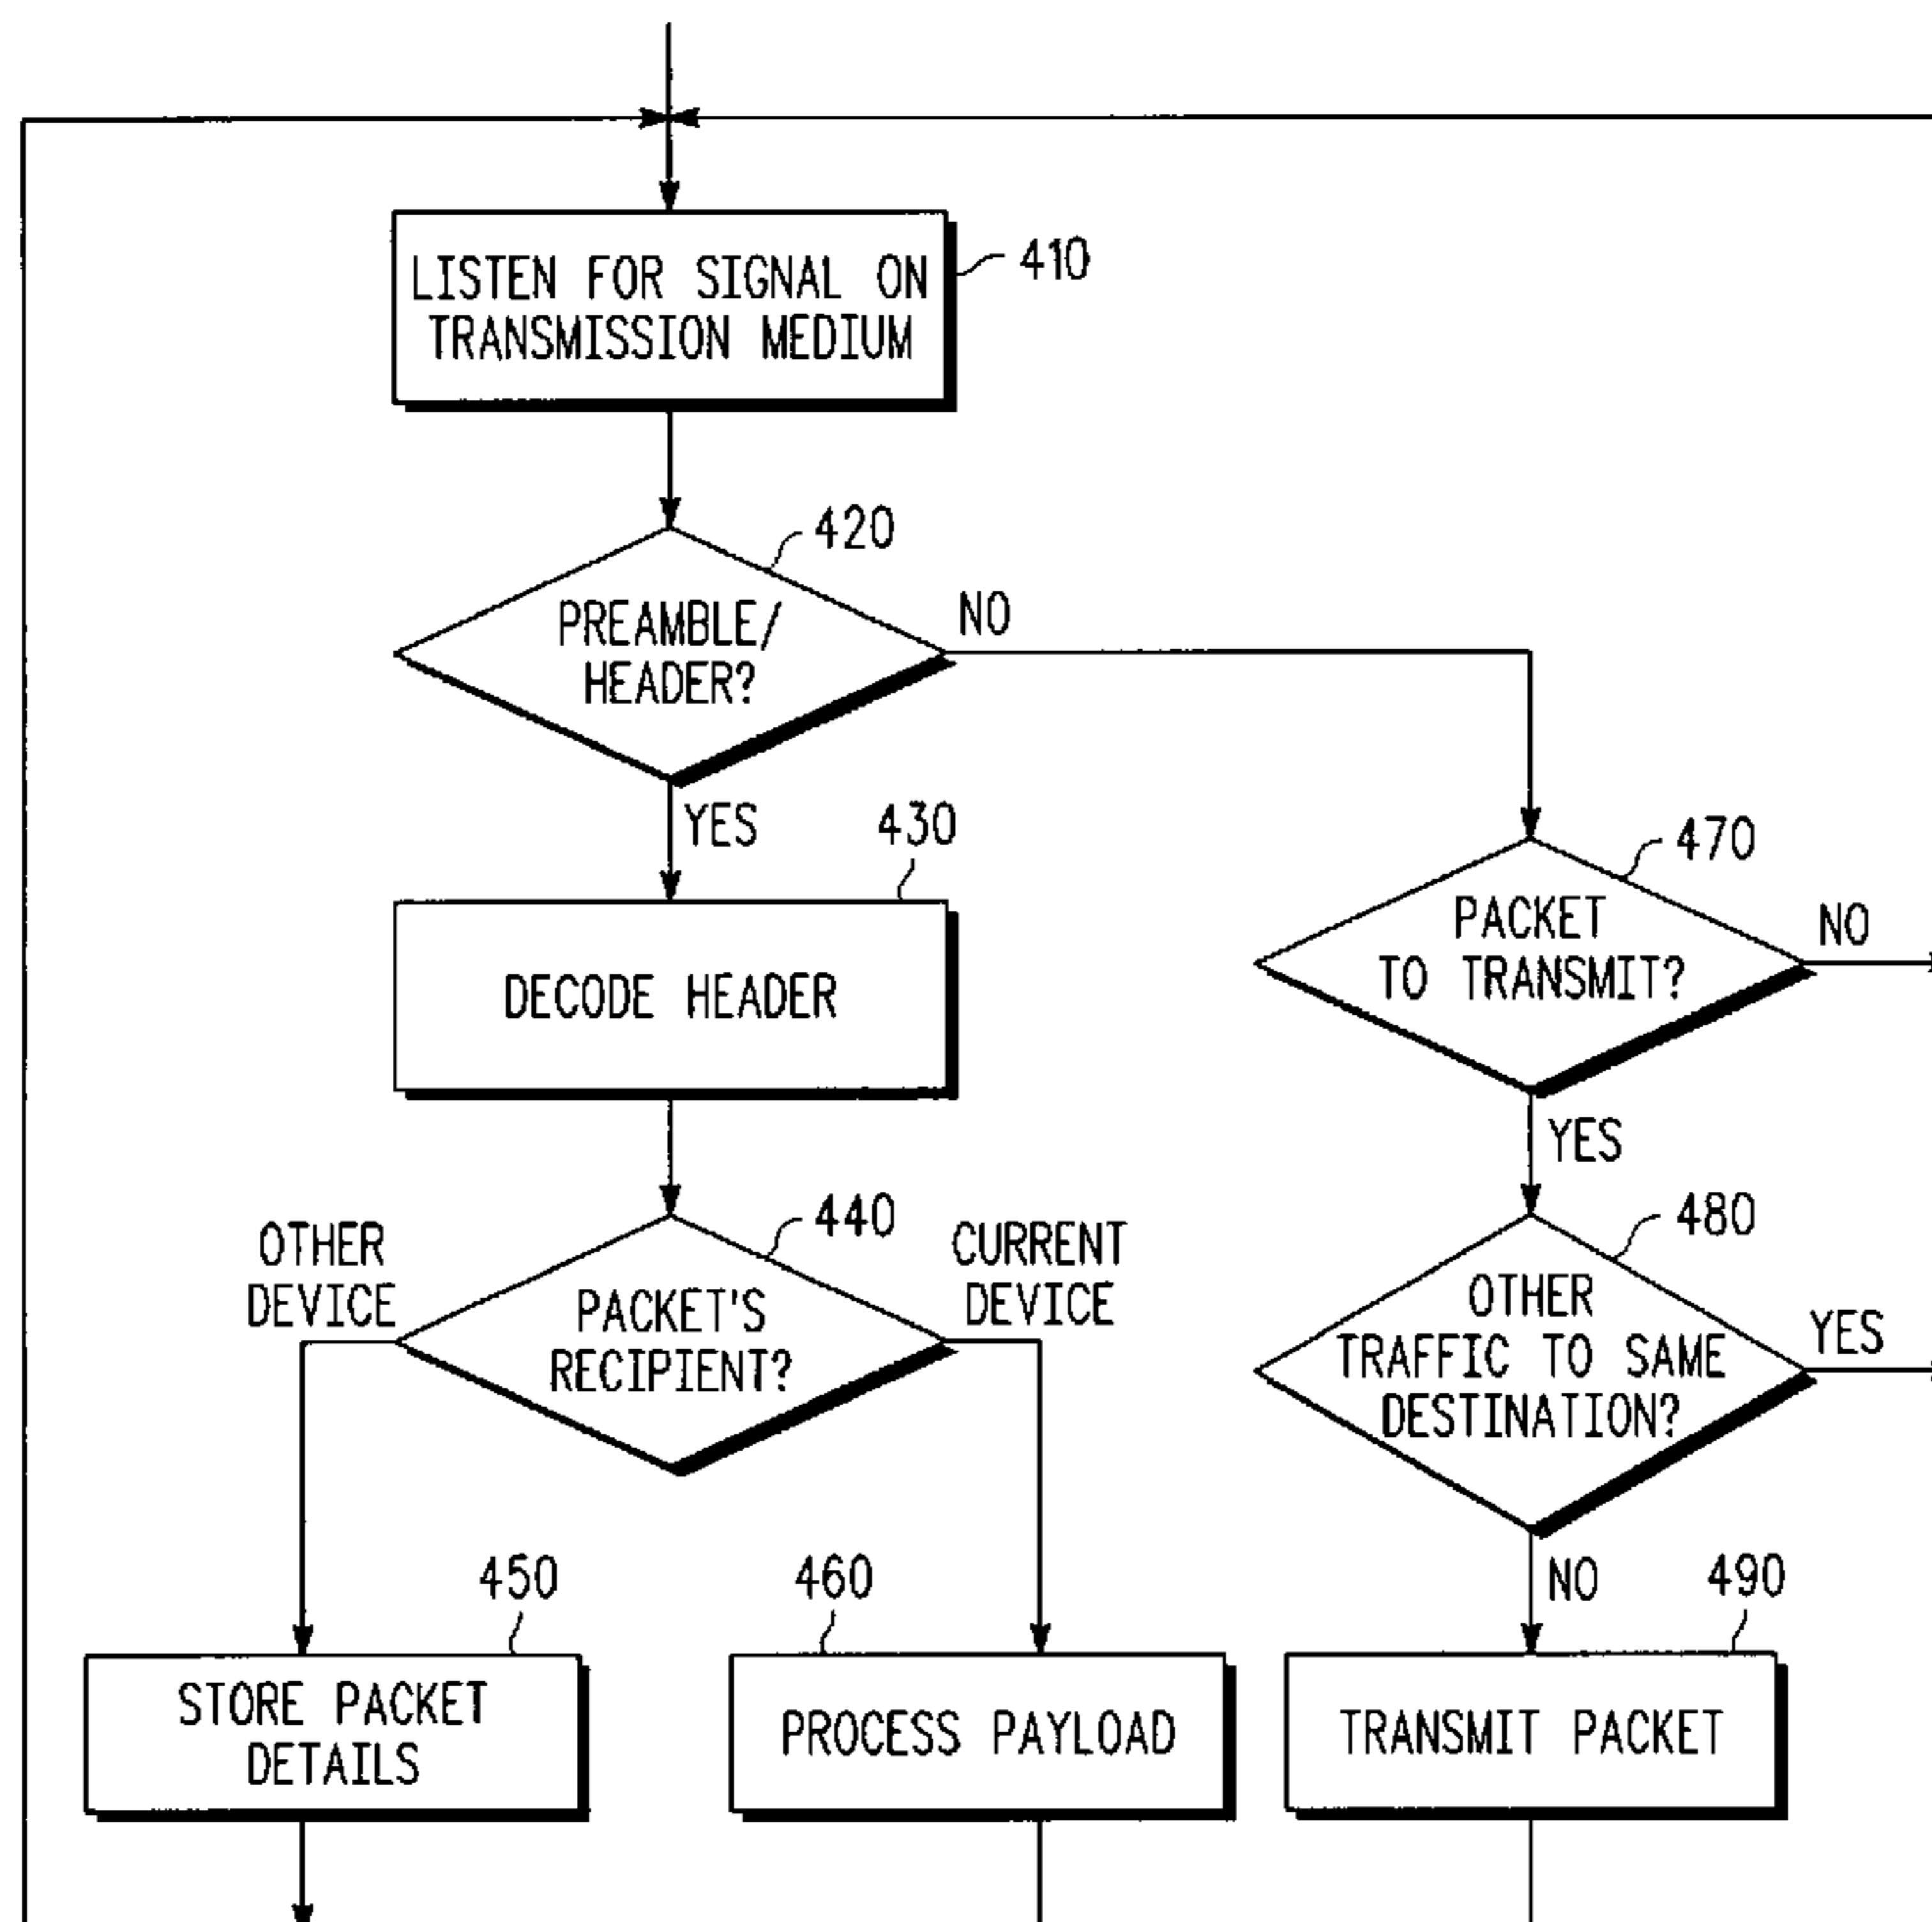 LISTEN FOR SIGNAL ON
TRANSMISSION MEDIUM
410
420
PREAMBLE/
HEADER?
NO
YES
430
DECODE HEADER
470
PACKET
TO TRANSMIT?
NO
YES
440
OTHER
DEVICE
CURRENT
DEVICE
PACKET'S
RECIPIENT?
480
OTHER
TRAFFIC TO SAME
DESTINATION?
YES
NO
450
STORE PACKET
DETAILS
460
PROCESS PAYLOAD
490
TRANSMIT PACKET